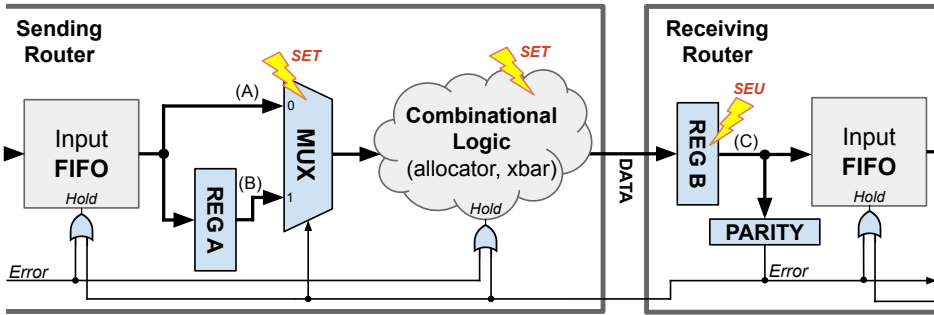 Sending
Router
Receiving
Router
SET
SET
SEU
(A)
0
Input
FIFO
Hold
MUX
Combinational
Logic
(allocator, xbar)
Hold
DATA
REG B
(C)
Input
FIFO
Hold
REG A
(B)
1
PARITY
Error
Error